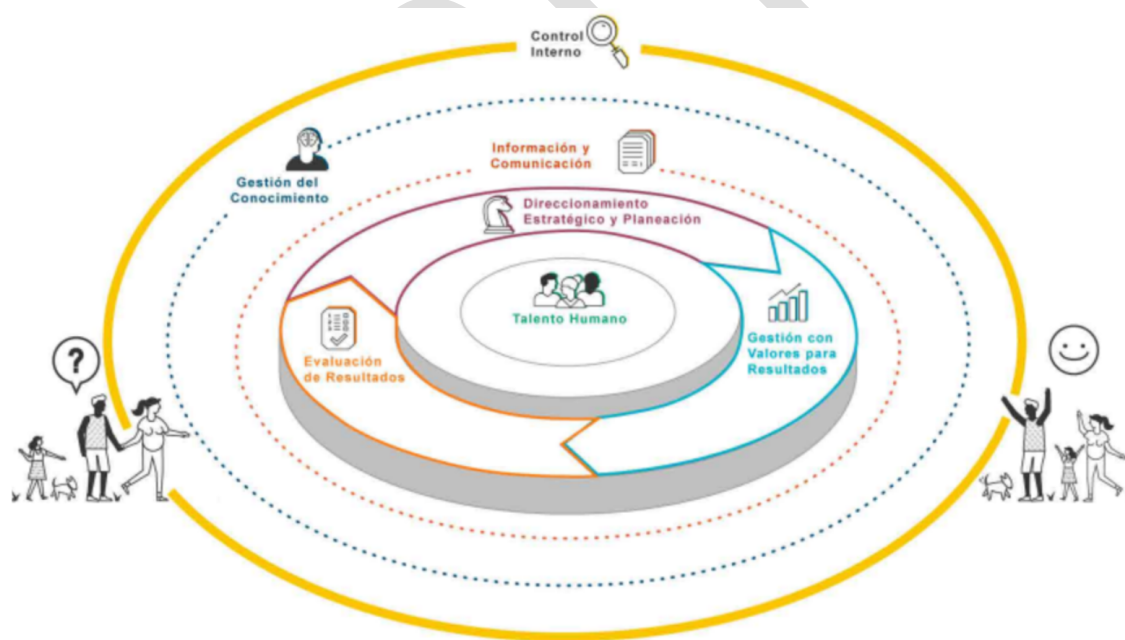 Control
Interno
Gestión del
Conocimiento
Información y
Comunicación
Direccionamiento
Estratégico y Planeación
Talento Humano
Gestión con
Valores para
Resultados
Evaluación
de Resultados
?